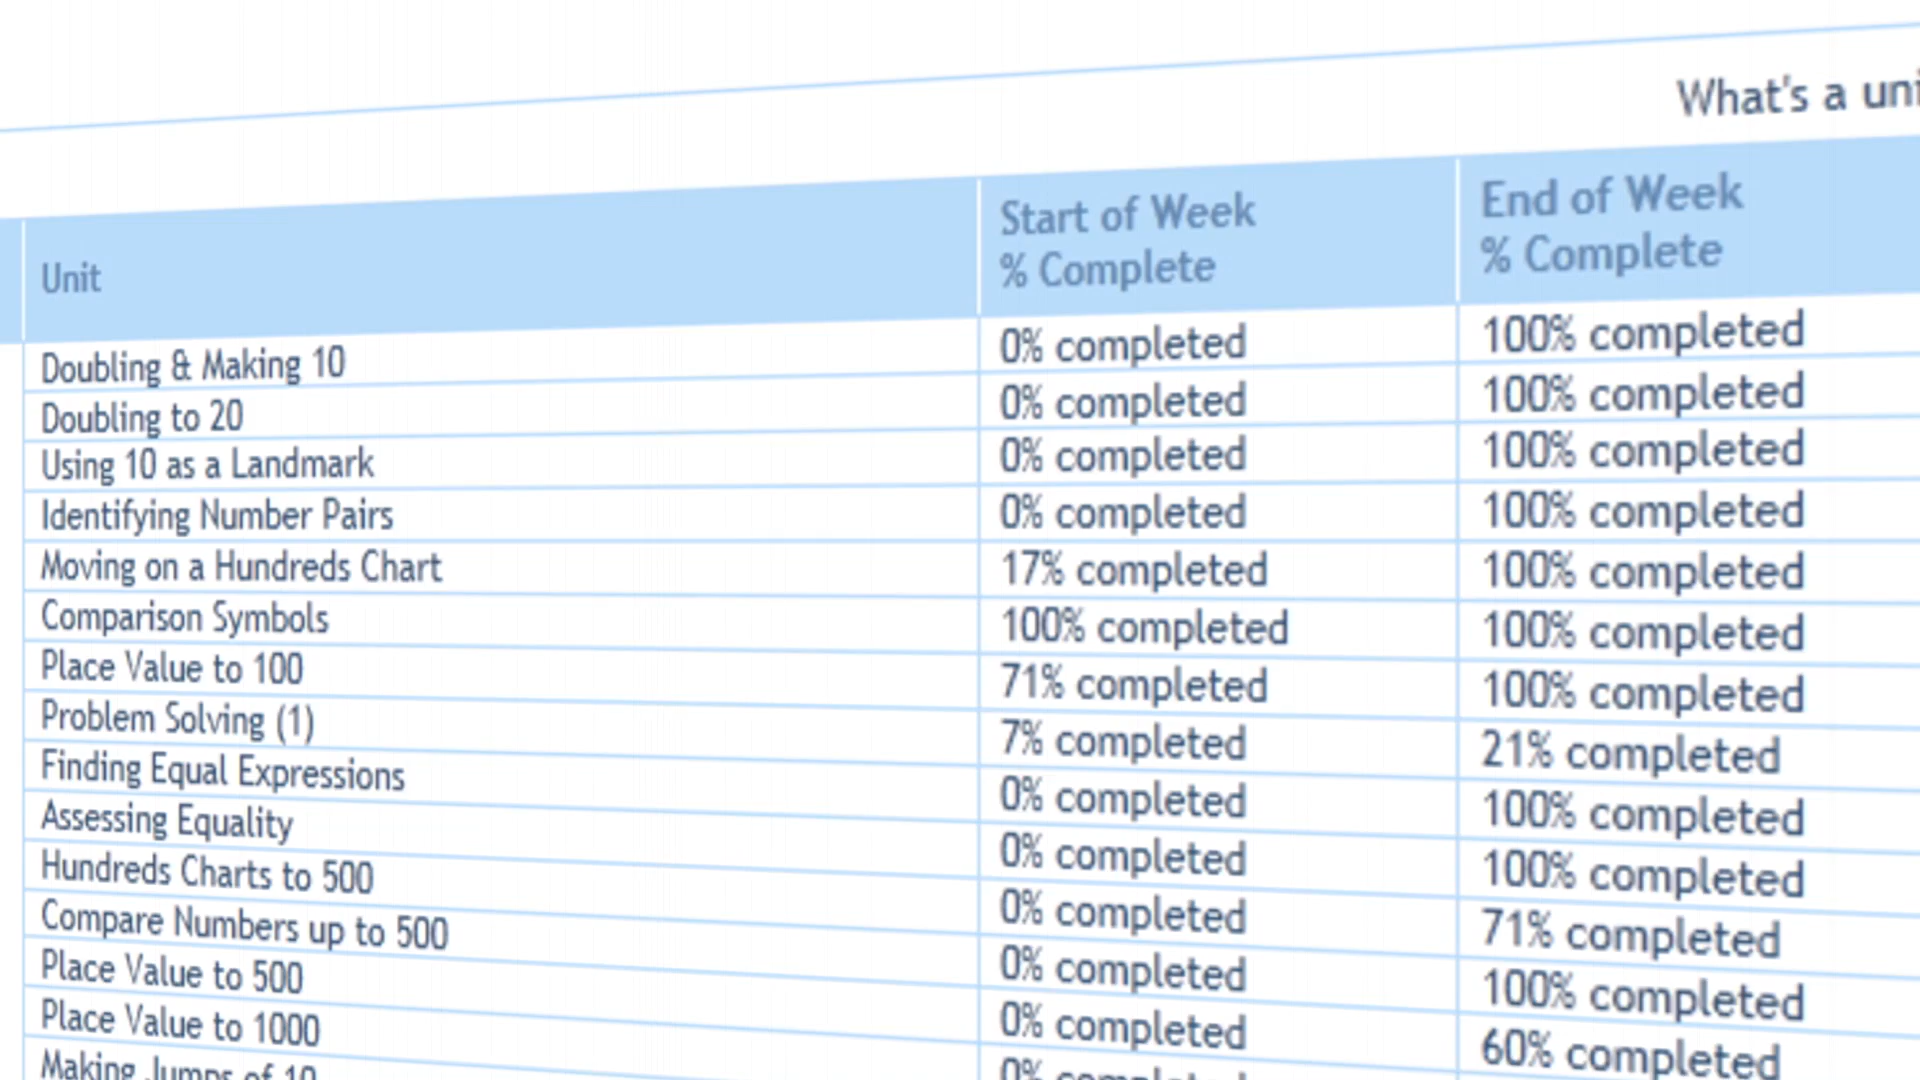 What's a uni
Unit Start of Week % Complete End of Week % Complete
Doubling & Making 10 0% completed 100% completed
Doubling to 20 0% completed 100% completed
Using 10 as a Landmark 0% completed 100% completed
Identifying Number Pairs 0% completed 100% completed
Moving on a Hundreds Chart 17% completed 100% completed
Comparison Symbols 100% completed 100% completed
Place Value to 100 71% completed 100% completed
Problem Solving (1) 7% completed 21% completed
Finding Equal Expressions 0% completed 100% completed
Assessing Equality 0% completed 100% completed
Hundreds Charts to 500 0% completed 71% completed
Compare Numbers up to 500 0% completed 100% completed
Place Value to 500 0% completed 60% completed
Place Value to 1000 0% completed
Making Jumps of 10